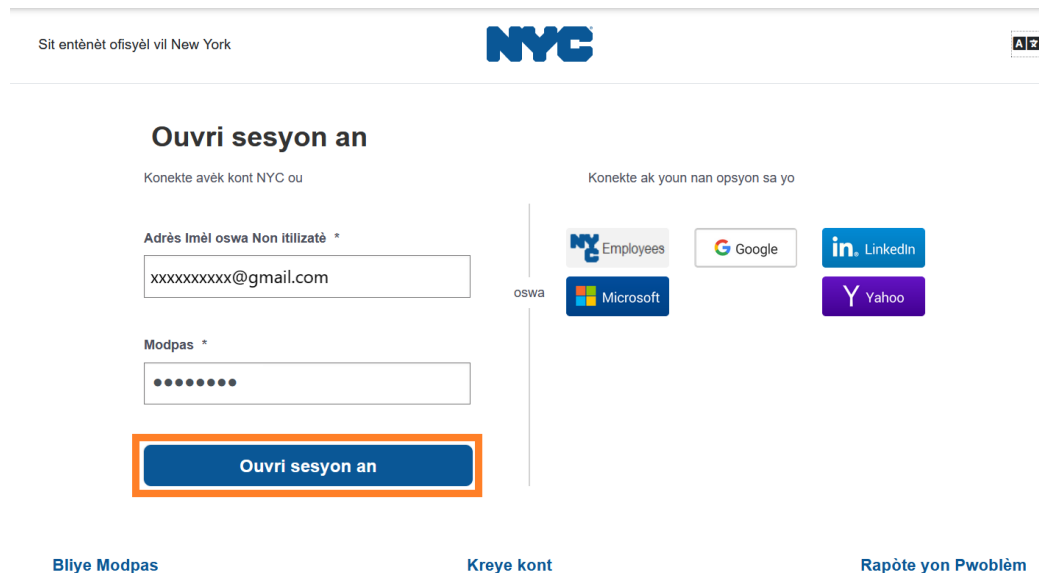 Sit entènèt ofisyèl vil New York
NYC
A
Ouvri sesyon an
Konekte avèk kont NYC ou
Konekte ak youn nan opsyon sa yo
Adrès Imèl oswa Non itilizatè *
xxxxxxxxxx@gmail.com
oswa
NYC Employees
Google
in. LinkedIn
Microsoft
Y Yahoo
Modpas *
Ouvri sesyon an
Bliye Modpas
Kreye kont
Rapòte yon Pwoblèm